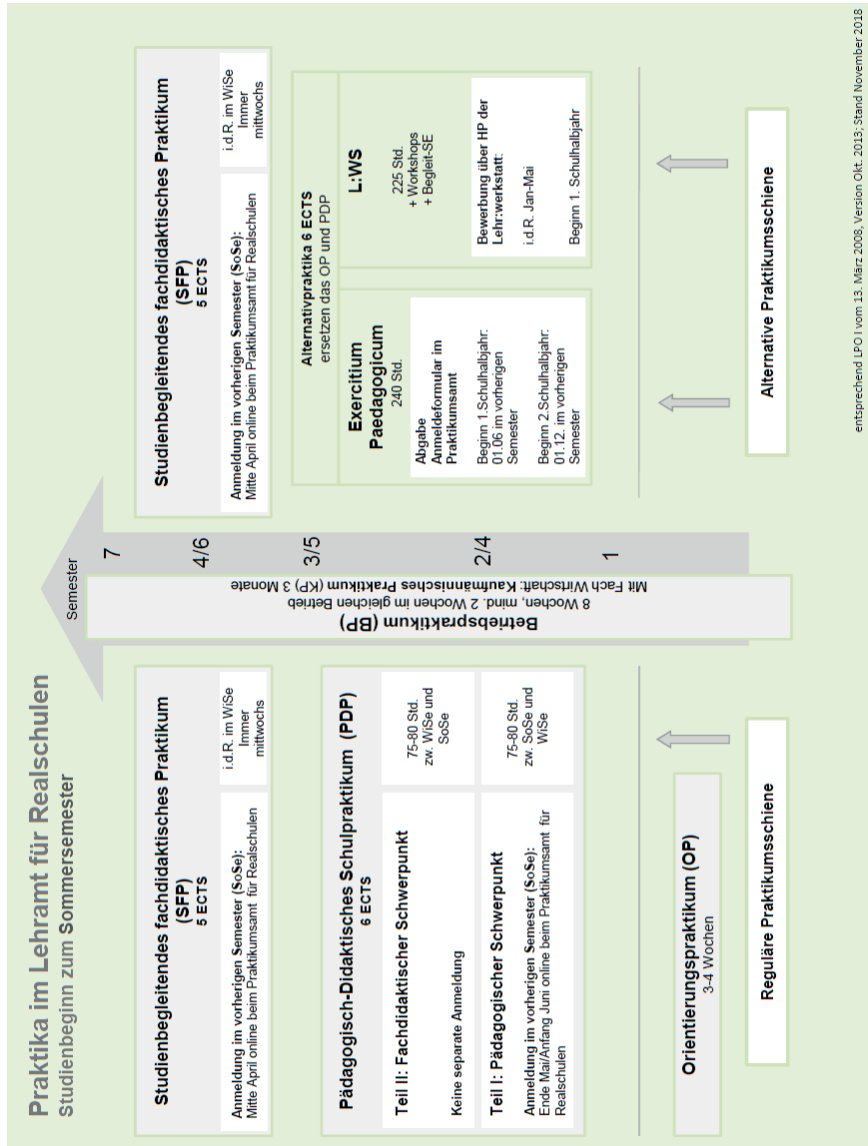 Praktika im Lehramt für Realschulen
Studienbeginn zum Sommersemester
Studienbegleitendes fachdidaktisches Praktikum
(SFP)
5 ECTS
Anmeldung im vorherigen Semester (SoSe):
Mitte April online beim Praktikumsamt für Realschulen
i.d.R. im WiSe
Immer
mittwochs
Pädagogisch-Didaktisches Schulpraktikum (PDP)
6 ECTS
Teil II: Fachdidaktischer Schwerpunkt
Keine separate Anmeldung
75-80 Std.
zw. WiSe und
SoSe
Teil I: Pädagogischer Schwerpunkt
Anmeldung im vorherigen Semester (SoSe):
Ende Mai/Anfang Juni online beim Praktikumsamt für
Realschulen
75-80 Std.
zw. SoSe und
WiSe
Orientierungspraktikum (OP)
3-4 Wochen
Reguläre Praktikumsschiene
Semester
7
4/6
3/5
2/4
1
Betriebspraktikum (BP)
8 Wochen, mind. 2 Wochen im gleichen Betrieb
Mit Fach Wirtschaft: Kaufmännisches Praktikum (KP) 3 Monate
Studienbegleitendes fachdidaktisches Praktikum
(SFP)
5 ECTS
Anmeldung im vorherigen Semester (SoSe):
Mitte April online beim Praktikumsamt für Realschulen
i.d.R. im WiSe
Immer
mittwochs
Alternativpraktika 6 ECTS
ersetzen das OP und PDP
Exercitium
Paedagogicum
240 Std.
Abgabe
Anmeldeformular im
Praktikumsamt
Beginn 1.Schulhalbjahr:
01.06 im vorherigen
Semester
Beginn 2.Schulhalbjahr:
01.12. im vorherigen
Semester
L:WS
225 Std.
+ Workshops
+ Begleit-SE
Bewerbung über HP der
Lehr:werkstatt:
i.d.R. Jan-Mai
Beginn 1. Schulhalbjahr
Alternative Praktikumsschiene
entsprechend LPO I vom 13. März 2008, Version Okt. 2013; Stand November 2018